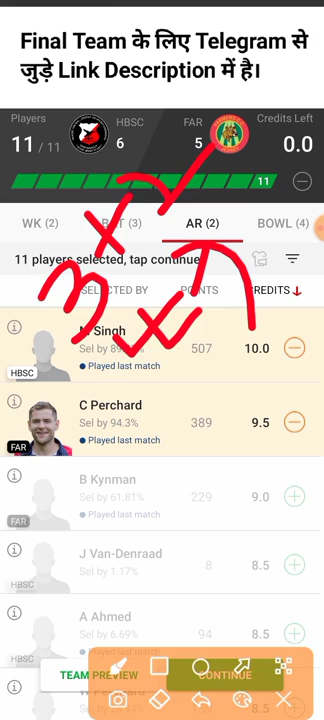 Final Team के लिए Telegram से
जुड़े Link Description में है।
Players HBSC FAR Credits Left
11 / 11 6 5 0.0
11
WK (2) AR (2) BOWL (4)
11 players selected, tap continue
SELECTED BY POINTS CREDITS
Singh
507 10.0
Played last match
HBSC
C Perchard
Sel by 94.3% 389 9.5
Played last match
FAR
B Kynman
Sel by 61.81% 229 9.0
Played last match
FAR
J Van-Denraad
Sel by 1.17% 8 8.5
HBSC
A Ahmed
Sel by 6.69% 94 8.5
HBSC
TEAM PREVIEW CONTINUE